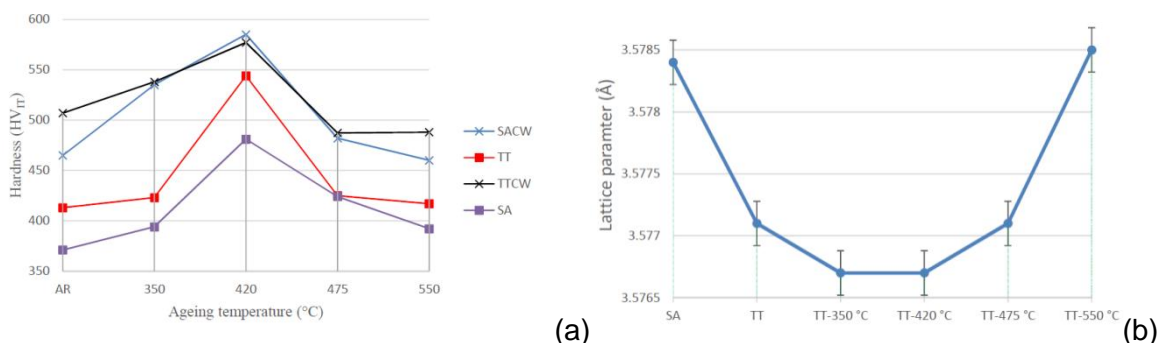 600
550
500
450
400
350
Hardness (HV_IT)
AR 350 420 475 550
Ageing temperature (°C)
SACW
TT
TTCW
SA
(a)
3.5785
3.578
3.5775
3.577
3.5765
Lattice paramter (Å)
SA TT TT-350 °C TT-420 °C TT-475 °C TT-550 °C
(b)